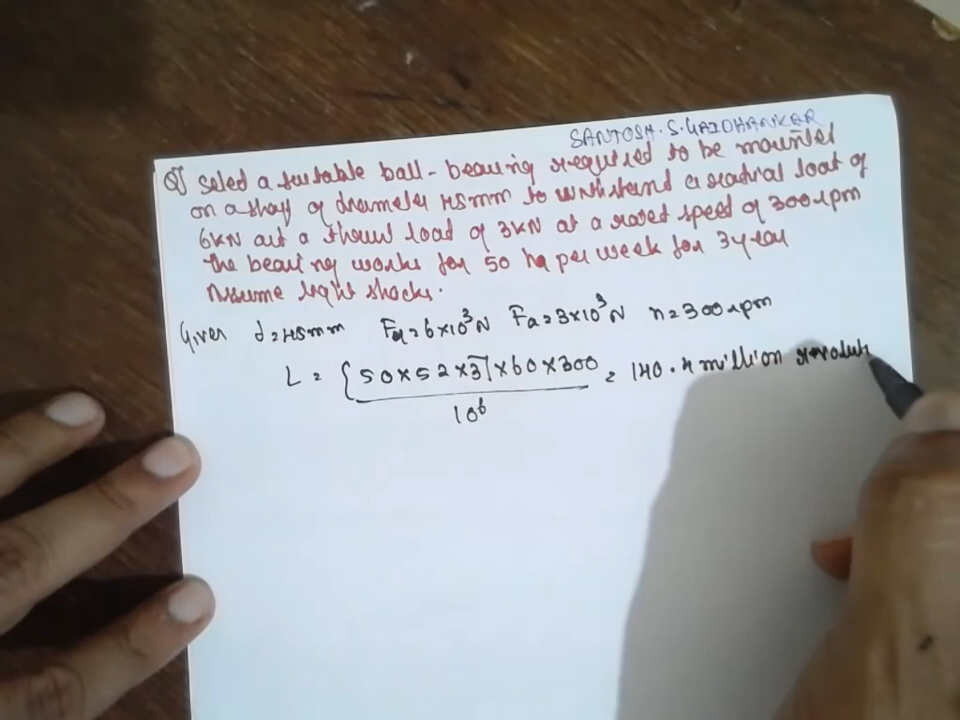 SANTOSH.S.GAIDHANKER
Q] Select a suitable ball-bearing required to be mounted
on a shaft of diameter 45mm to withstand a radial load of
6kN and a thrust load of 3kN at a rated speed of 300rpm
the bearing works for 50 hr per week for 3 year
Assume light shocks.
Given d=45mm Fr=6×10³N Fa=3×10³N n=300rpm
L = {50×52×3}×60×300 = 140.4 million revolut
10⁶